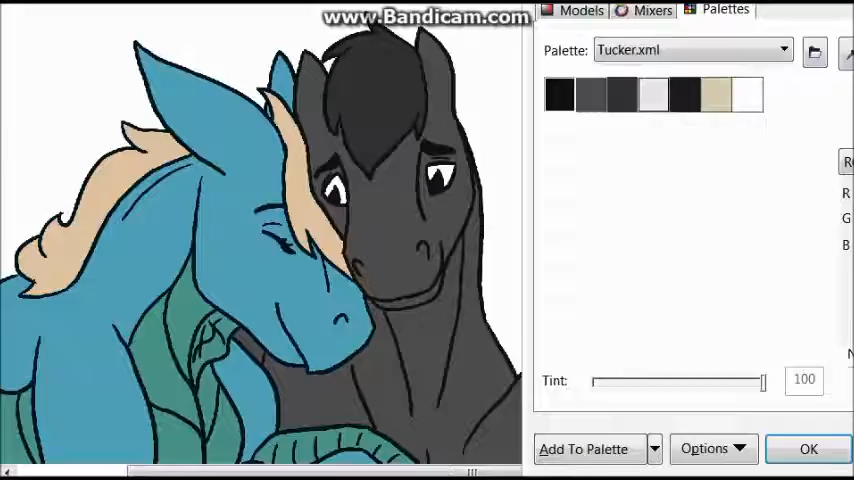 www.Bandicam.com
Models Mixers Palettes
Palette: Tucker.xml
R
G
B
Tint: 100
Add To Palette Options OK